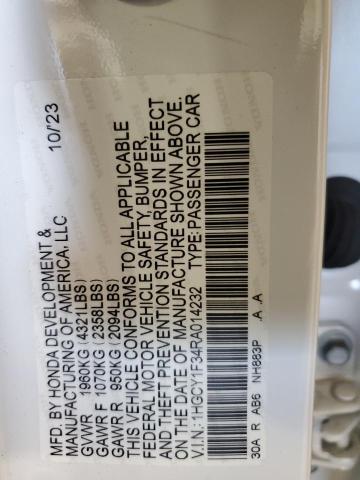 MFD. BY HONDA DEVELOPMENT & 10/23
MANUFACTURING OF AMERICA, LLC
GVWR 1960KG (4321LBS)
GAWR F 1070KG (2358LBS)
GAWR R 950KG (2094LBS)
THIS VEHICLE CONFORMS TO ALL APPLICABLE
FEDERAL MOTOR VEHICLE SAFETY, BUMPER,
AND THEFT PREVENTION STANDARDS IN EFFECT
ON THE DATE OF MANUFACTURE SHOWN ABOVE.
V.I.N.: 1HGCY1F34RA014232 TYPE: PASSENGER CAR
30A R AB6 NH883P A A